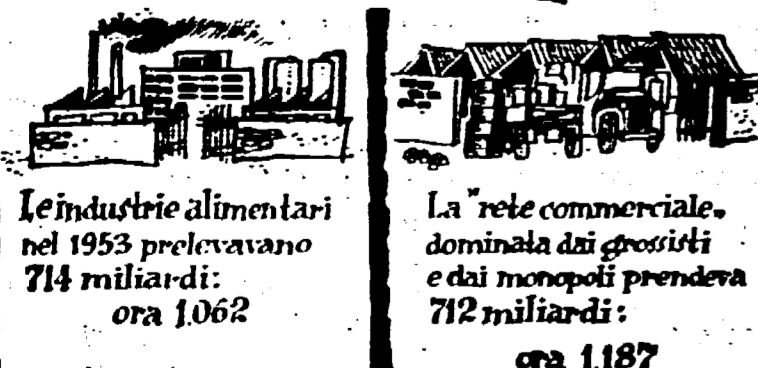 Le industrie alimentari
nel 1953 prelevavano
714 miliardi:
ora 1.062
La "rete commerciale„
dominata dai grossisti
e dai monopoli prendeva
712 miliardi:
ora 1.187